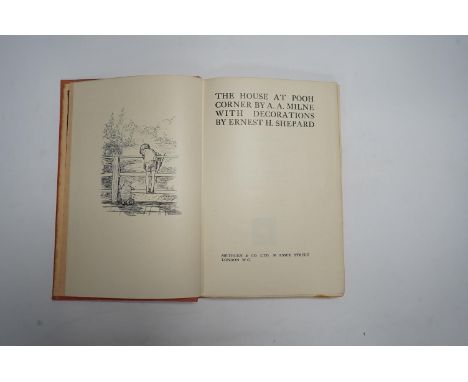 THE HOUSE AT POOH
CORNER BY A. A. MILNE
WITH DECORATIONS
BY ERNEST H. SHEPARD
METHUEN & CO. LTD. 36 ESSEX STREET
LONDON W.C.